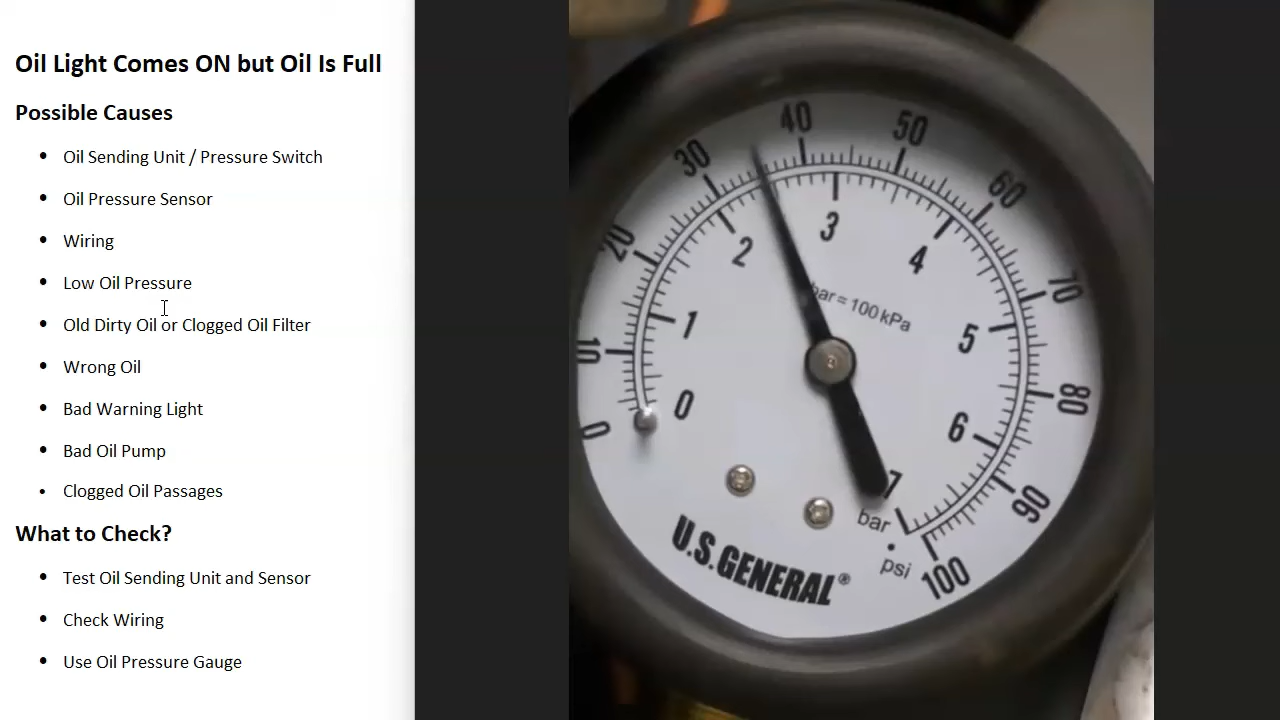 Oil Light Comes ON but Oil Is Full
Possible Causes
• Oil Sending Unit / Pressure Switch
• Oil Pressure Sensor
• Wiring
• Low Oil Pressure
• Old Dirty Oil or Clogged Oil Filter
• Wrong Oil
• Bad Warning Light
• Bad Oil Pump
• Clogged Oil Passages
What to Check?
• Test Oil Sending Unit and Sensor
• Check Wiring
• Use Oil Pressure Gauge
0
10
20
30
40
50
60
70
80
90
100
0
1
2
3
4
5
6
7
bar = 100 kPa
bar
• psi
U.S.GENERAL®